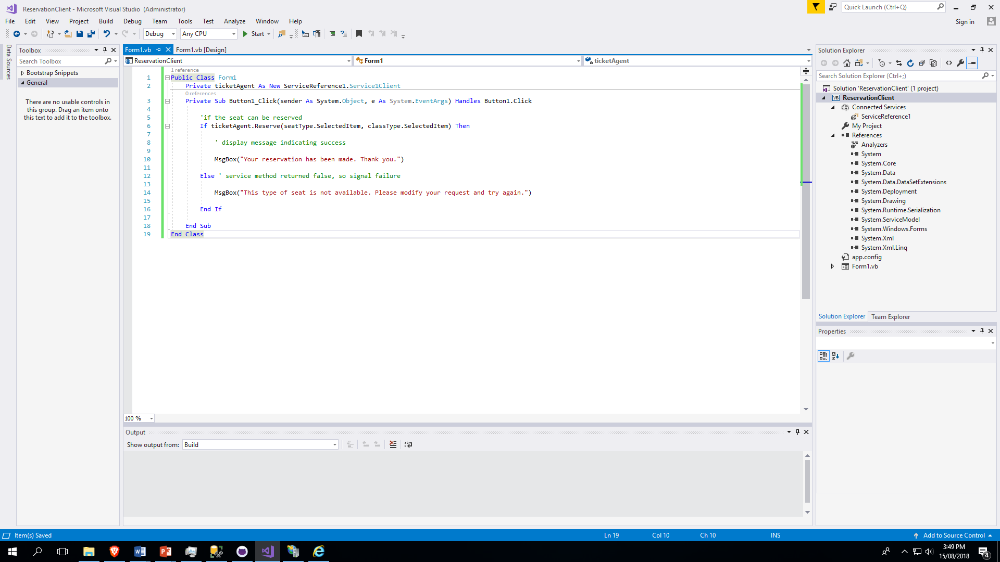 ReservationClient - Microsoft Visual Studio (Administrator)
Quick Launch (Ctrl+Q)
File Edit View Project Build Debug Team Tools Test Analyze Window Help
Sign in
Debug Any CPU Start
Data Sources
Toolbox
Search Toolbox
Bootstrap Snippets
General
There are no usable controls in
this group. Drag an item onto
this text to add it to the toolbox.
Form1.vb Form1.vb [Design]
ReservationClient Form1 ticketAgent
1 reference
1 Public Class Form1
2 Private ticketAgent As New ServiceReference1.Service1Client
0 references
3 Private Sub Button1_Click(sender As System.Object, e As System.EventArgs) Handles Button1.Click
4
5 'if the seat can be reserved
6 If ticketAgent.Reserve(seatType.SelectedItem, classType.SelectedItem) Then
7
8 ' display message indicating success
9
10 MsgBox("Your reservation has been made. Thank you.")
11
12 Else ' service method returned false, so signal failure
13
14 MsgBox("This type of seat is not available. Please modify your request and try again.")
15
16 End If
17
18 End Sub
19 End Class
100 %
Output
Show output from: Build
Solution Explorer
Search Solution Explorer (Ctrl+;)
Solution 'ReservationClient' (1 project)
VB ReservationClient
Connected Services
ServiceReference1
My Project
References
Analyzers
System
System.Core
System.Data
System.Data.DataSetExtensions
System.Deployment
System.Drawing
System.Runtime.Serialization
System.ServiceModel
System.Windows.Forms
System.Xml
System.Xml.Linq
app.config
Form1.vb
Solution Explorer Team Explorer
Properties
Item(s) Saved Ln 19 Col 10 Ch 10 INS Add to Source Control
3:49 PM
15/08/2018
4